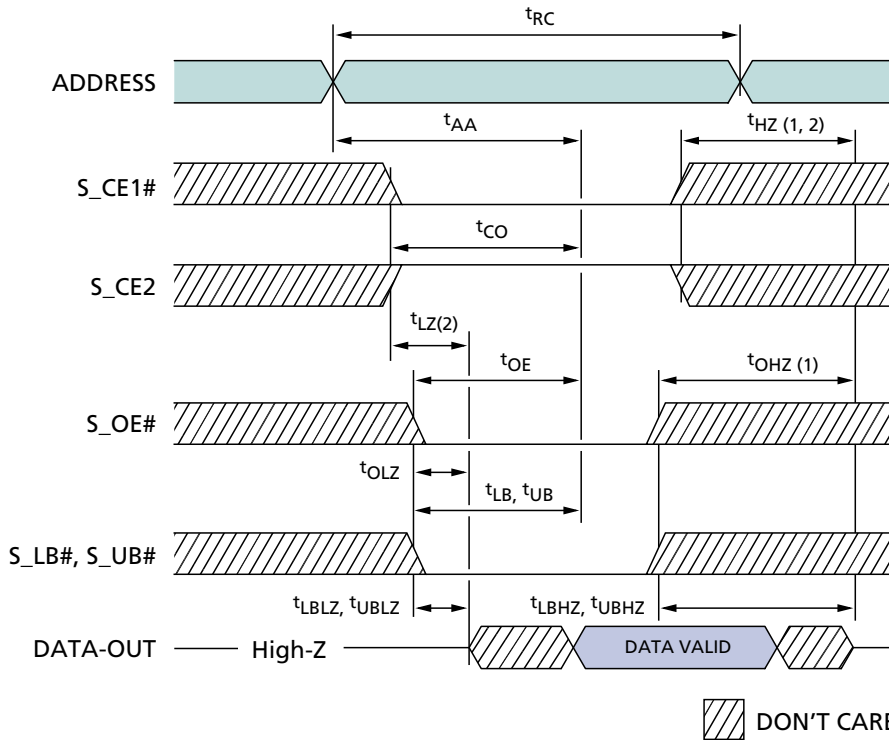 tRC
ADDRESS
tAA
tHZ (1, 2)
S_CE1#
tCO
S_CE2
tLZ(2)
tOE
tOHZ (1)
S_OE#
tOLZ
tLB, tUB
S_LB#, S_UB#
tLBLZ, tUBLZ
tLBHZ, tUBHZ
DATA-OUT
High-Z
DATA VALID
DON'T CARE